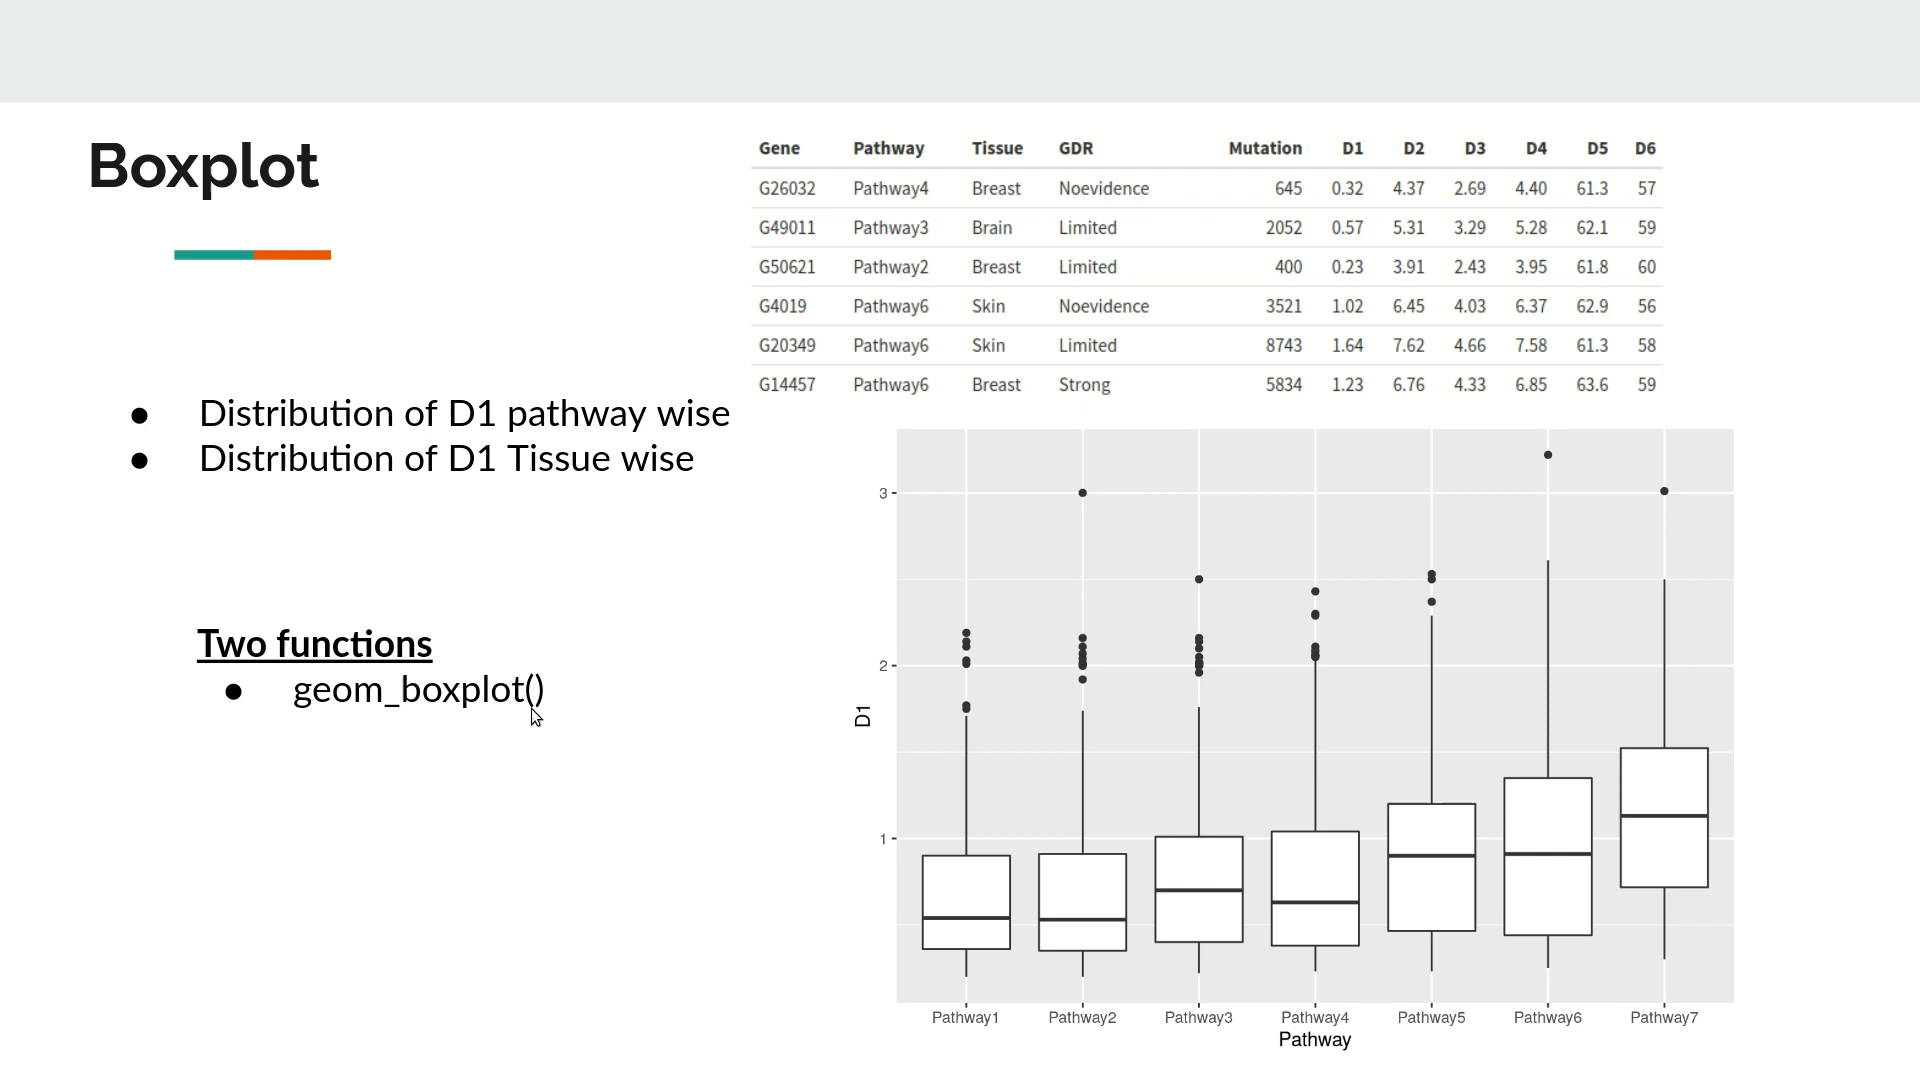 Boxplot
Distribution of D1 pathway wise
Distribution of D1 Tissue wise
Two functions
geom_boxplot()
Gene Pathway Tissue GDR Mutation D1 D2 D3 D4 D5 D6
G26032 Pathway4 Breast Noevidence 645 0.32 4.37 2.69 4.40 61.3 57
G49011 Pathway3 Brain Limited 2052 0.57 5.31 3.29 5.28 62.1 59
G50621 Pathway2 Breast Limited 400 0.23 3.91 2.43 3.95 61.8 60
G4019 Pathway6 Skin Noevidence 3521 1.02 6.45 4.03 6.37 62.9 56
G20349 Pathway6 Skin Limited 8743 1.64 7.62 4.66 7.58 61.3 58
G14457 Pathway6 Breast Strong 5834 1.23 6.76 4.33 6.85 63.6 59
3
2
1
D1
Pathway1 Pathway2 Pathway3 Pathway4 Pathway5 Pathway6 Pathway7
Pathway